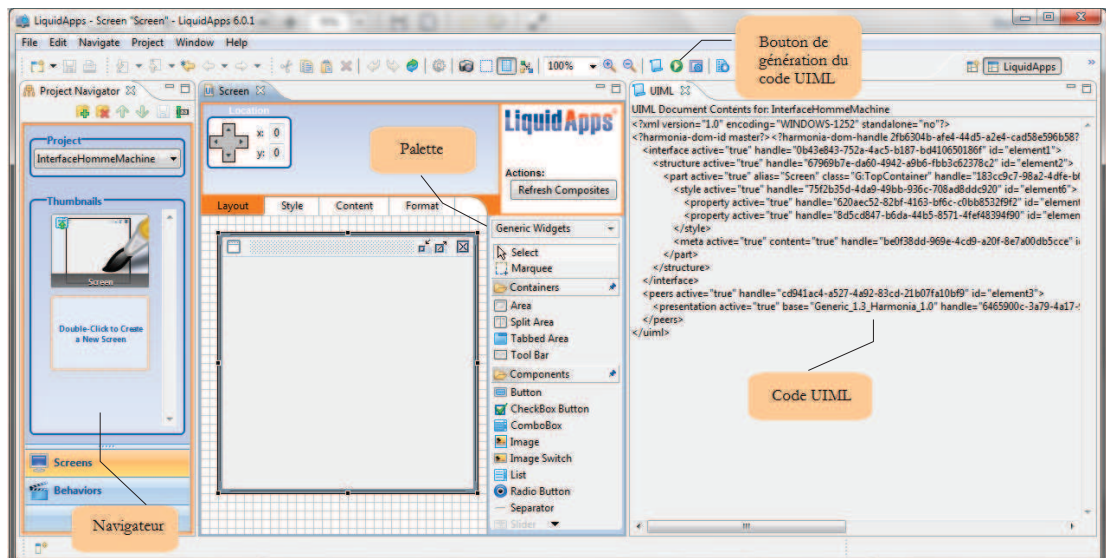 LiquidApps - Screen "Screen" - LiquidApps 6.0.1
File Edit Navigate Project Window Help
100%
LiquidApps
Bouton de
génération du
code UIML
Project Navigator
Project
InterfaceHommeMachine
Thumbnails
Screen
Double-Click to Create
a New Screen
Screens
Behaviors
Navigateur
Screen
Location
x: 0
y: 0
Palette
LiquidApps
Actions:
Refresh Composites
Layout Style Content Format
Generic Widgets
Select
Marquee
Containers
Area
Split Area
Tabbed Area
Tool Bar
Components
Button
CheckBox Button
ComboBox
Image
Image Switch
List
Radio Button
Separator
Slider
UIML
UIML Document Contents for: InterfaceHommeMachine
<?xml version="1.0" encoding="WINDOWS-1252" standalone="no"?>
<?harmonia-dom-id master?><?harmonia-dom-handle 2fb6304b-afe4-44d5-a2e4-cad58e596b58?
<interface active="true" handle="0b43e843-752a-4ac5-b187-bd410650186f" id="element1">
<structure active="true" handle="67969b7e-da60-4942-a9b6-fbb3c62378c2" id="element2">
<part active="true" alias="Screen" class="G:TopContainer" handle="183cc9c7-98a2-4dfe-b
<style active="true" handle="75f2b35d-4da9-49bb-936c-708ad8ddc920" id="element6">
<property active="true" handle="620aec52-82bf-4163-bf6c-c0bb8532f9f2" id="element
<property active="true" handle="8d5cd847-b6da-44b5-8571-4fef48394f90" id="elemen
</style>
<meta active="true" content="true" handle="be0f38dd-969e-4cd9-a20f-8e7a00db5cce" i
</part>
</structure>
</interface>
<peers active="true" handle="cd941ac4-a527-4a92-83cd-21b07fa10bf9" id="element3">
<presentation active="true" base="Generic_1.3_Harmonia_1.0" handle="6465900c-3a79-4a17-
</peers>
</uiml>
Code UIML